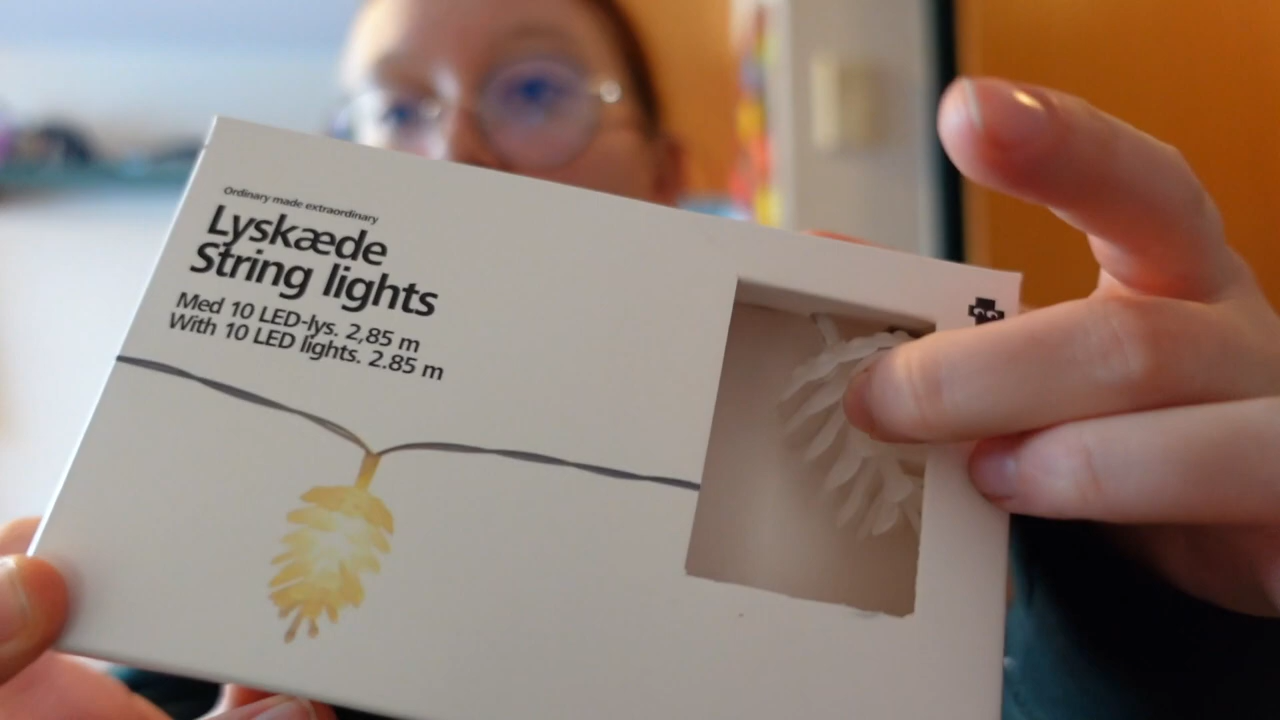 Ordinary made extraordinary
Lyskæde
String lights
Med 10 LED-lys. 2,85 m
With 10 LED lights. 2.85 m